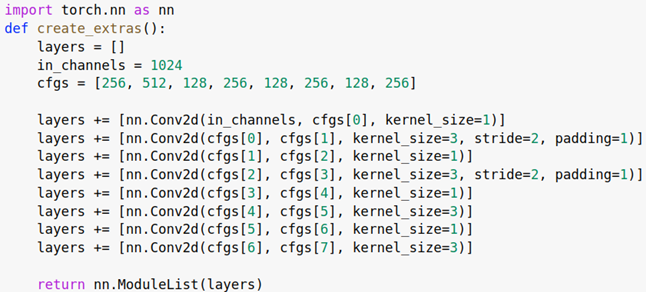 import torch.nn as nn
def create_extras():
    layers = []
    in_channels = 1024
    cfgs = [256, 512, 128, 256, 128, 256, 128, 256]

    layers += [nn.Conv2d(in_channels, cfgs[0], kernel_size=1)]
    layers += [nn.Conv2d(cfgs[0], cfgs[1], kernel_size=3, stride=2, padding=1)]
    layers += [nn.Conv2d(cfgs[1], cfgs[2], kernel_size=1)]
    layers += [nn.Conv2d(cfgs[2], cfgs[3], kernel_size=3, stride=2, padding=1)]
    layers += [nn.Conv2d(cfgs[3], cfgs[4], kernel_size=1)]
    layers += [nn.Conv2d(cfgs[4], cfgs[5], kernel_size=3)]
    layers += [nn.Conv2d(cfgs[5], cfgs[6], kernel_size=1)]
    layers += [nn.Conv2d(cfgs[6], cfgs[7], kernel_size=3)]

    return nn.ModuleList(layers)